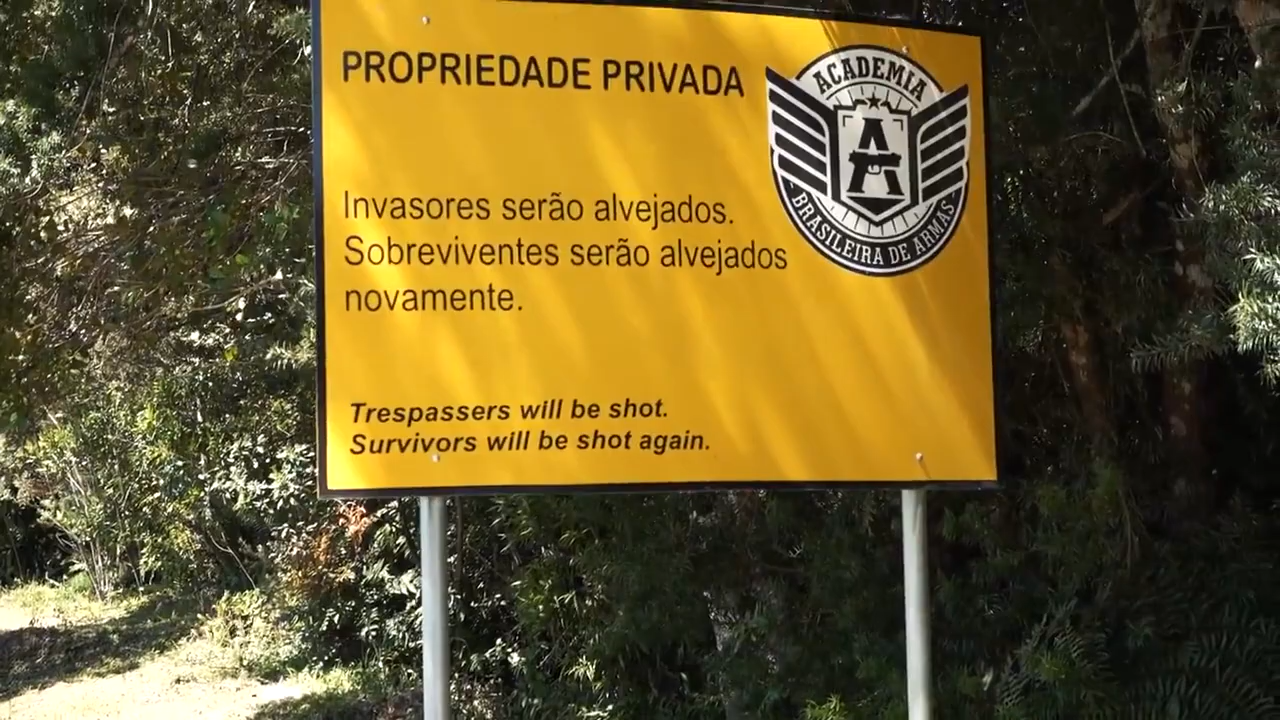 PROPRIEDADE PRIVADA
ACADEMIA
A
BRASILEIRA DE ARMAS
Invasores serão alvejados.
Sobreviventes serão alvejados
novamente.
Trespassers will be shot.
Survivors will be shot again.